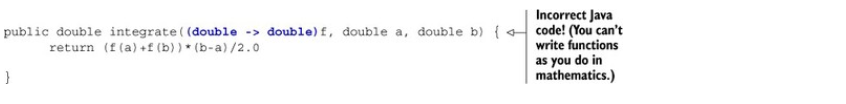 public double integrate((double -> double)f, double a, double b) {
return (f(a)+f(b))*(b-a)/2.0
}
Incorrect Java
code! (You can't
write functions
as you do in
mathematics.)